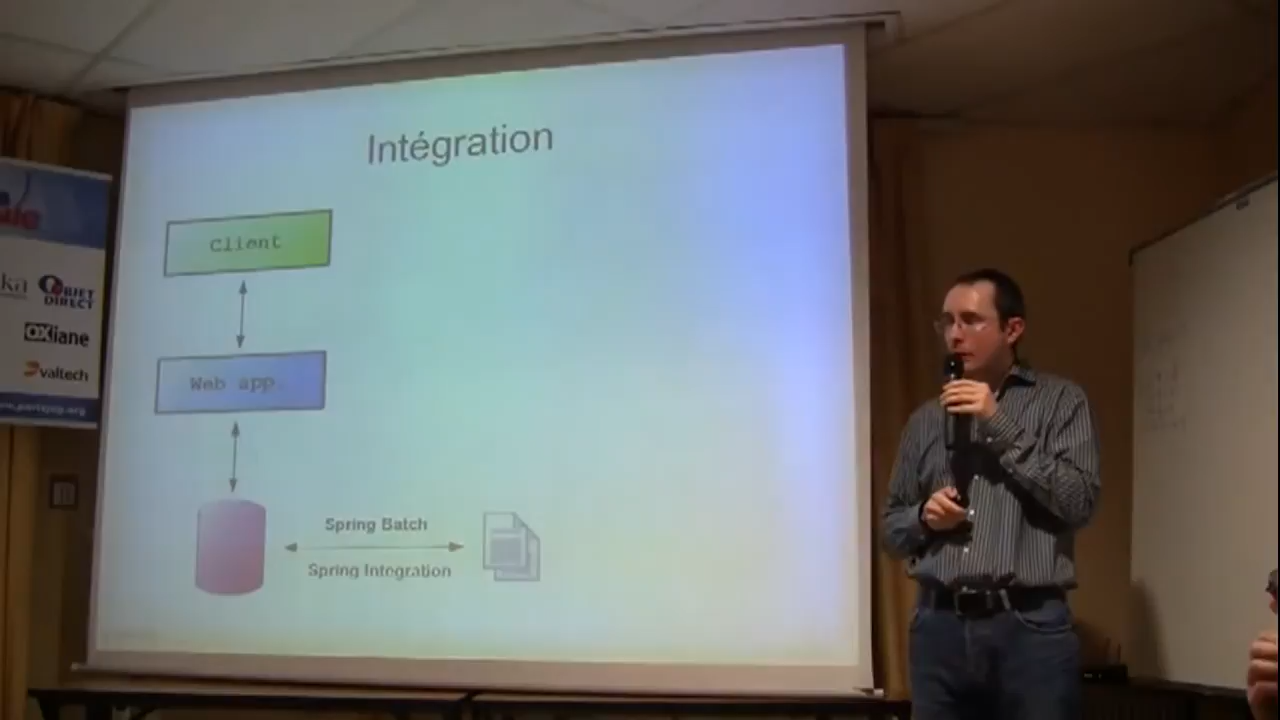 Intégration
Client
Web app.
Spring Batch
Spring Integration
OBJET
DIRECT
OXiane
valtech